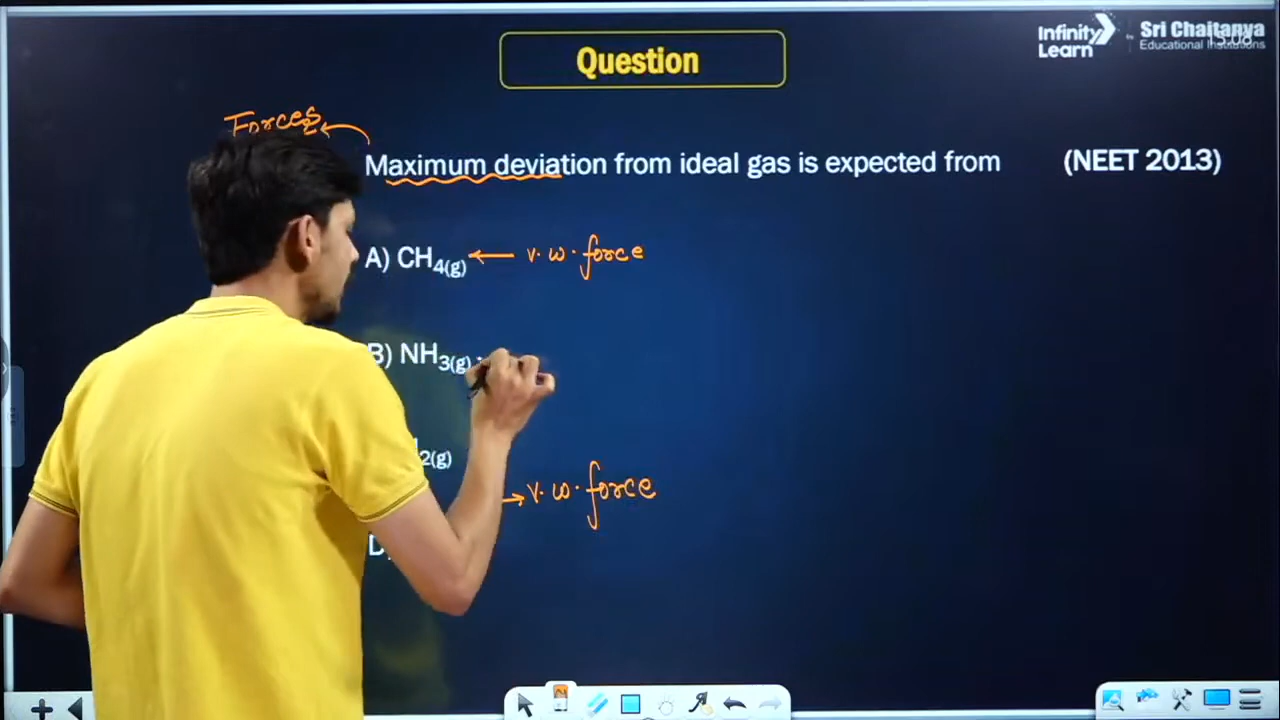 Infinity Learn by Sri Chaitanya Educational Institutions
Question
Forces
Maximum deviation from ideal gas is expected from (NEET 2013)
A) CH4(g) ← v.w.force
B) NH3(g)
2(g)
→ v.w.force
D)